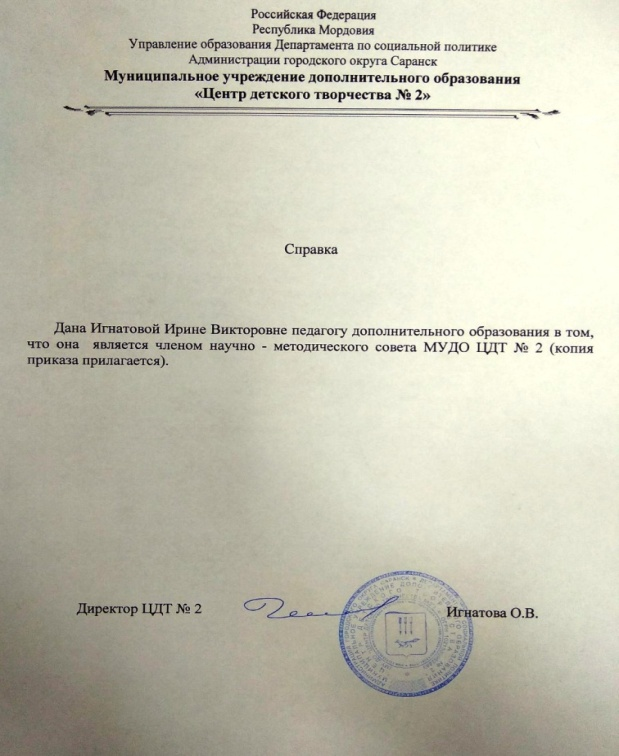 Российская Федерация
Республика Мордовия
Управление образования Департамента по социальной политике
Администрации городского округа Саранск
Муниципальное учреждение дополнительного образования
«Центр детского творчества № 2»
Справка
Дана Игнатовой Ирине Викторовне педагогу дополнительного образования в том,
что она является членом научно - методического совета МУДО ЦДТ № 2 (копия
приказа прилагается).
Директор ЦДТ № 2
Игнатова О.В.